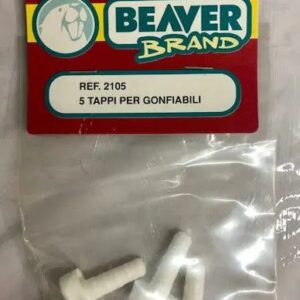 BEAVER
BRAND
REF. 2105
5 TAPPI PER GONFIABILI